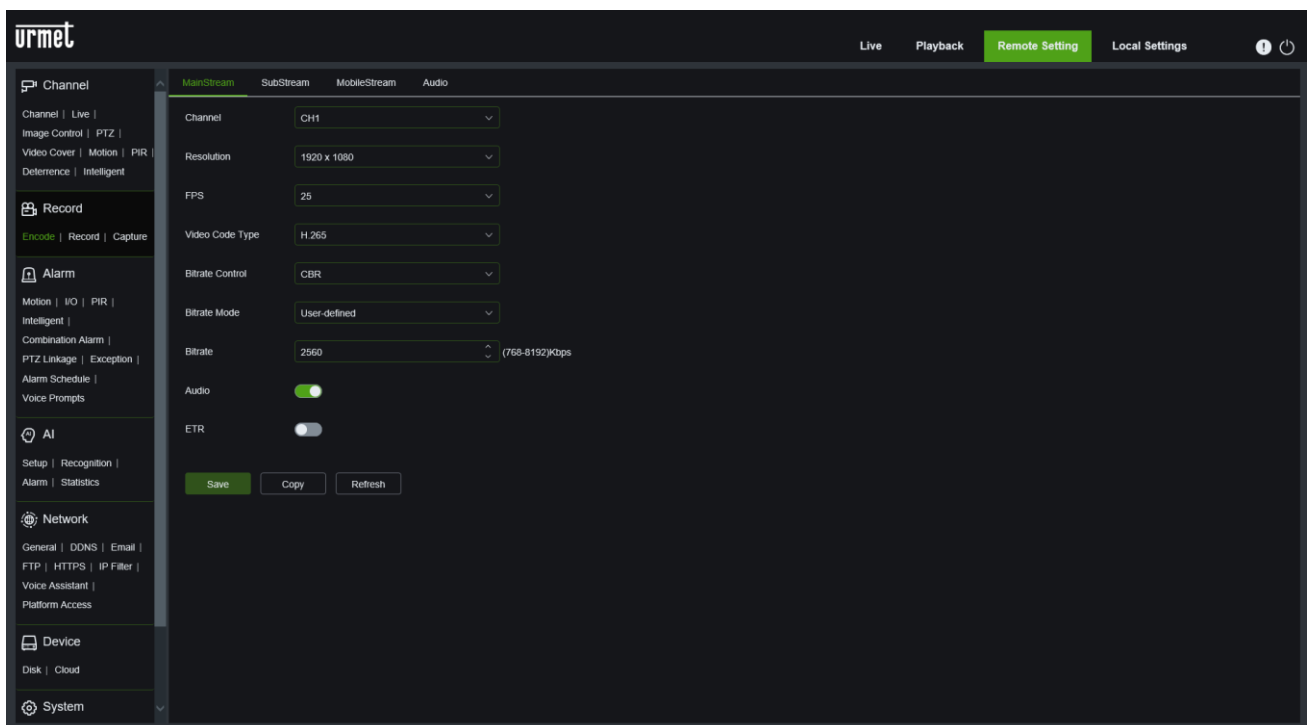 urmet
Live Playback Remote Setting Local Settings
Channel
Channel | Live |
Image Control | PTZ |
Video Cover | Motion | PIR |
Deterrence | Intelligent
Record
Encode | Record | Capture
Alarm
Motion | I/O | PIR |
Intelligent |
Combination Alarm |
PTZ Linkage | Exception |
Alarm Schedule |
Voice Prompts
AI
Setup | Recognition |
Alarm | Statistics
Network
General | DDNS | Email |
FTP | HTTPS | IP Filter |
Voice Assistant |
Platform Access
Device
Disk | Cloud
System
MainStream SubStream MobileStream Audio
Channel CH1
Resolution 1920 x 1080
FPS 25
Video Code Type H.265
Bitrate Control CBR
Bitrate Mode User-defined
Bitrate 2560 (768-8192)Kbps
Audio
ETR
Save Copy Refresh